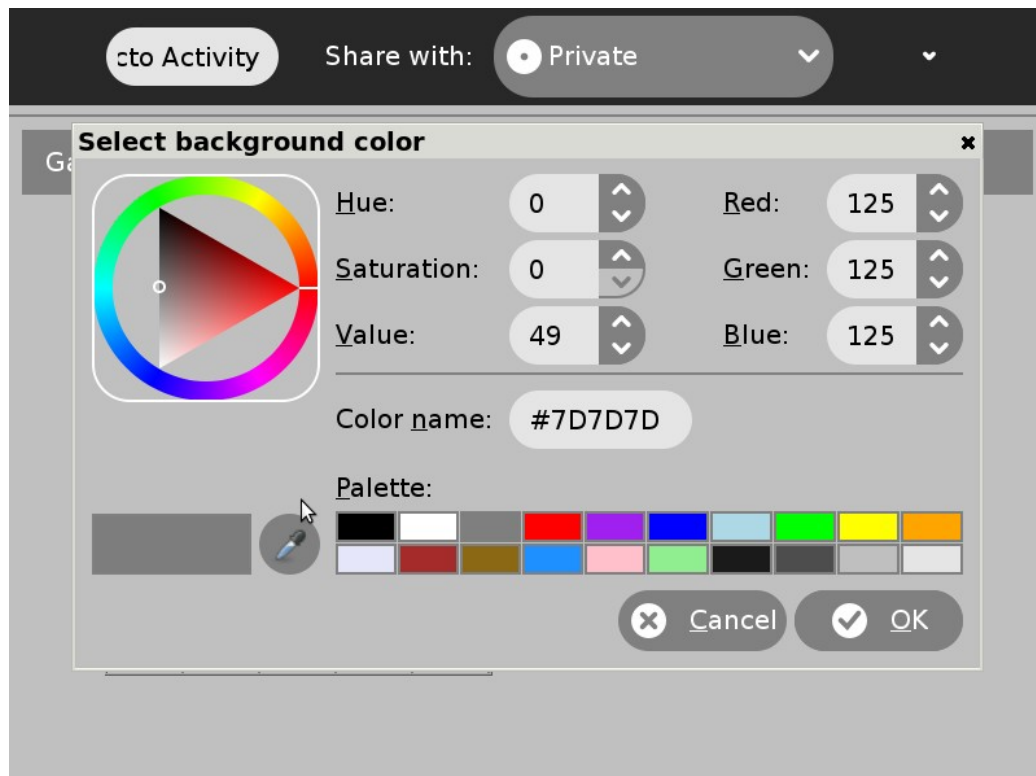 cto Activity Share with: Private
Ga
Select background color
Hue: 0 Red: 125
Saturation: 0 Green: 125
Value: 49 Blue: 125
Color name: #7D7D7D
Palette:
Cancel OK